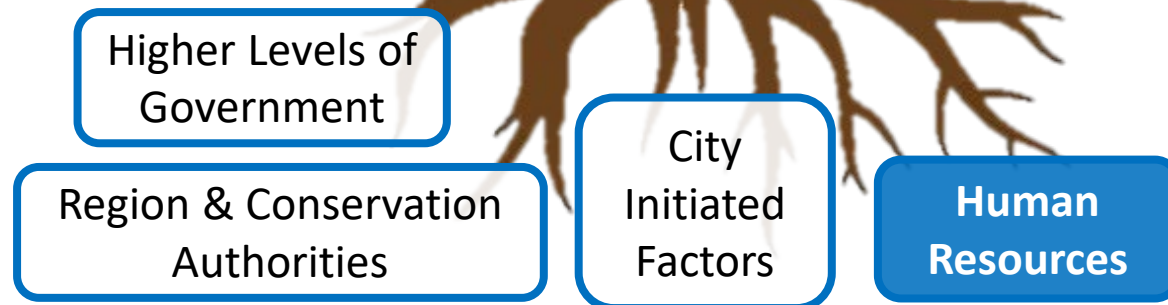 Higher Levels of
Government
Region & Conservation
Authorities
City
Initiated
Factors
Human
Resources